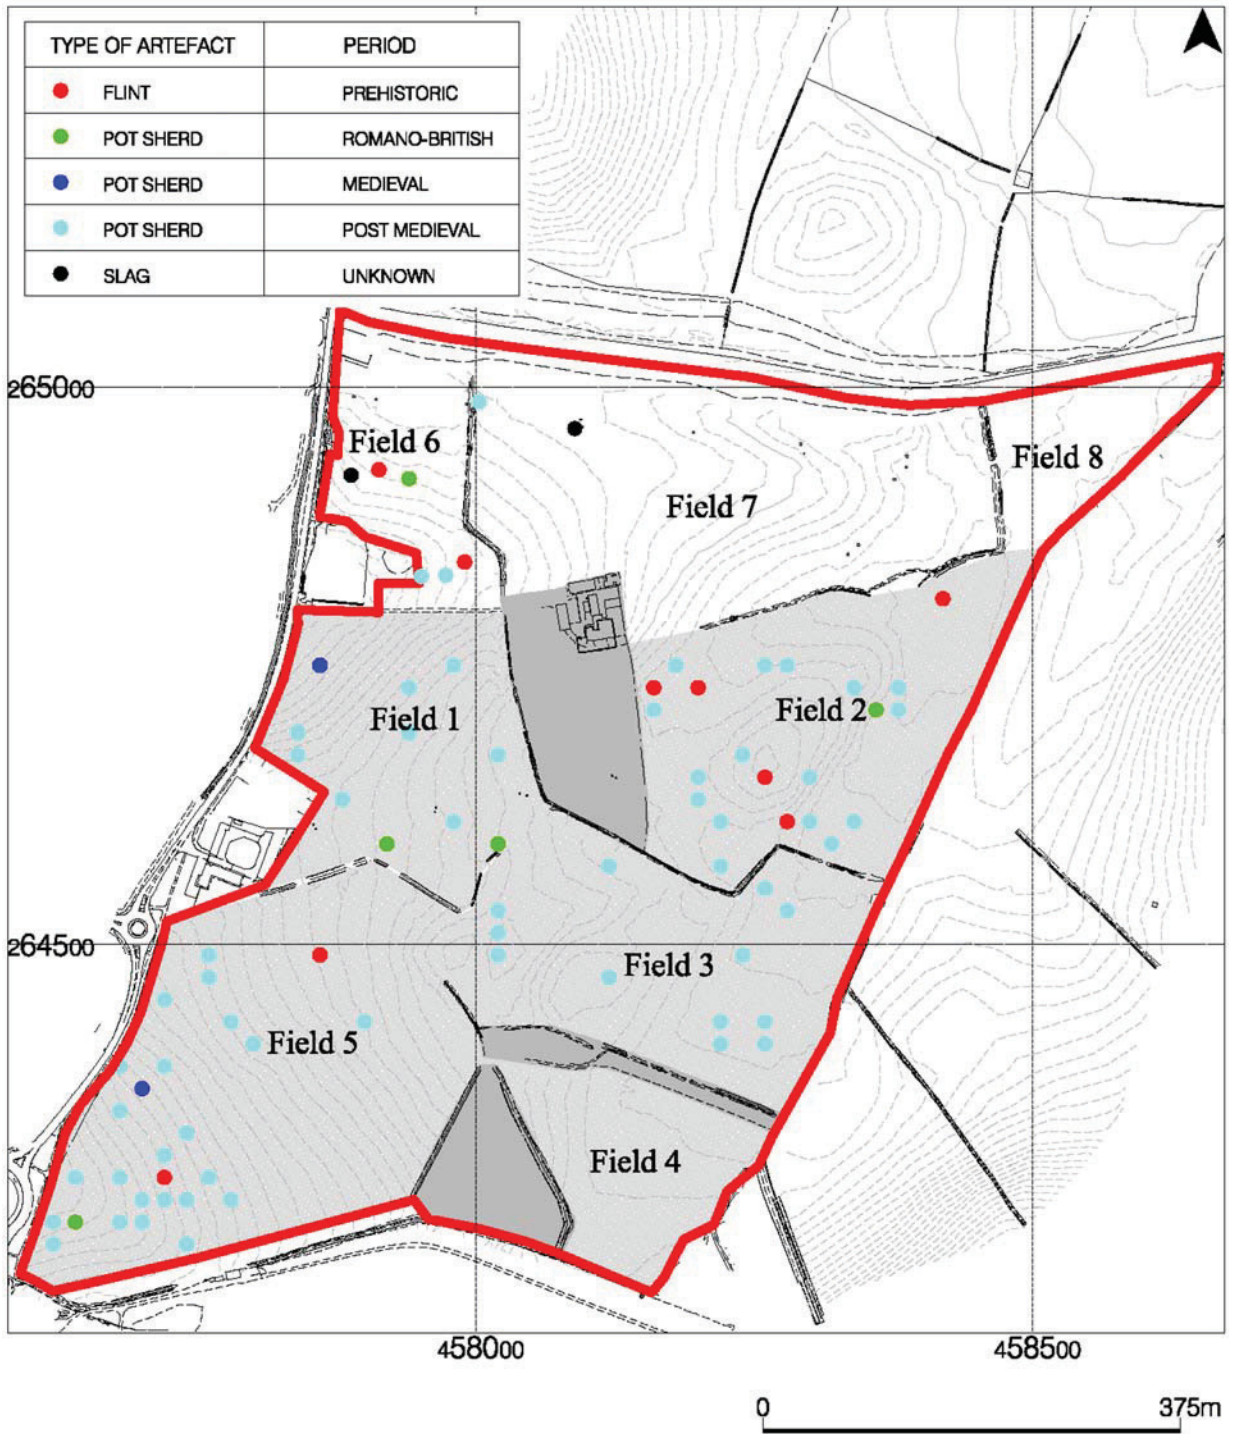 TYPE OF ARTEFACT PERIOD
FLINT PREHISTORIC
POT SHERD ROMANO-BRITISH
POT SHERD MEDIEVAL
POT SHERD POST MEDIEVAL
SLAG UNKNOWN
265000
Field 6
Field 8
Field 7
Field 1
Field 2
264500
Field 3
Field 5
Field 4
458000 458500
0 375m